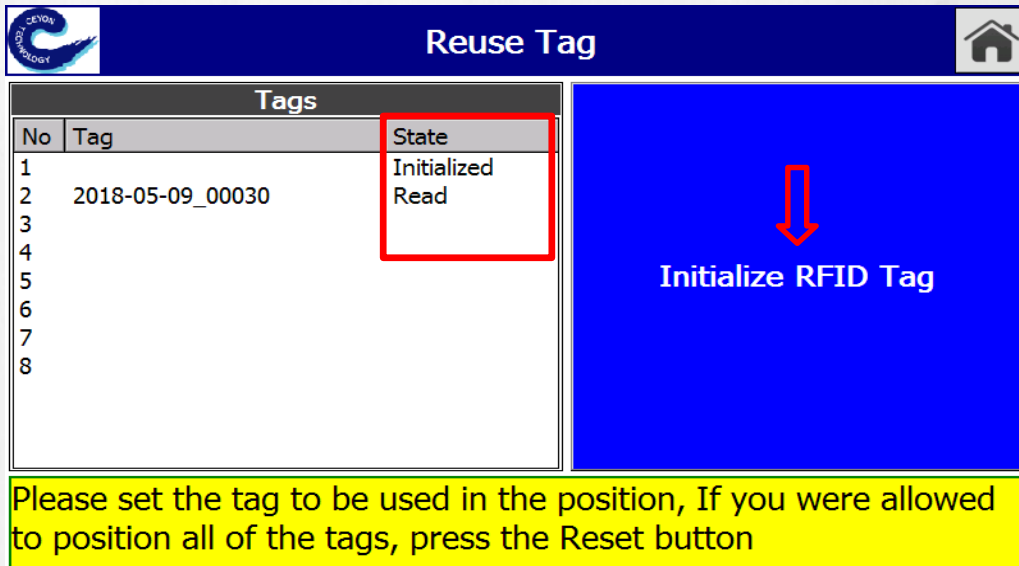 CEYON
TECHNOLOGY
Reuse Tag
Tags
No Tag State
1 Initialized
2 2018-05-09_00030 Read
3
4
5
6
7
8
Initialize RFID Tag
Please set the tag to be used in the position, If you were allowed
to position all of the tags, press the Reset button